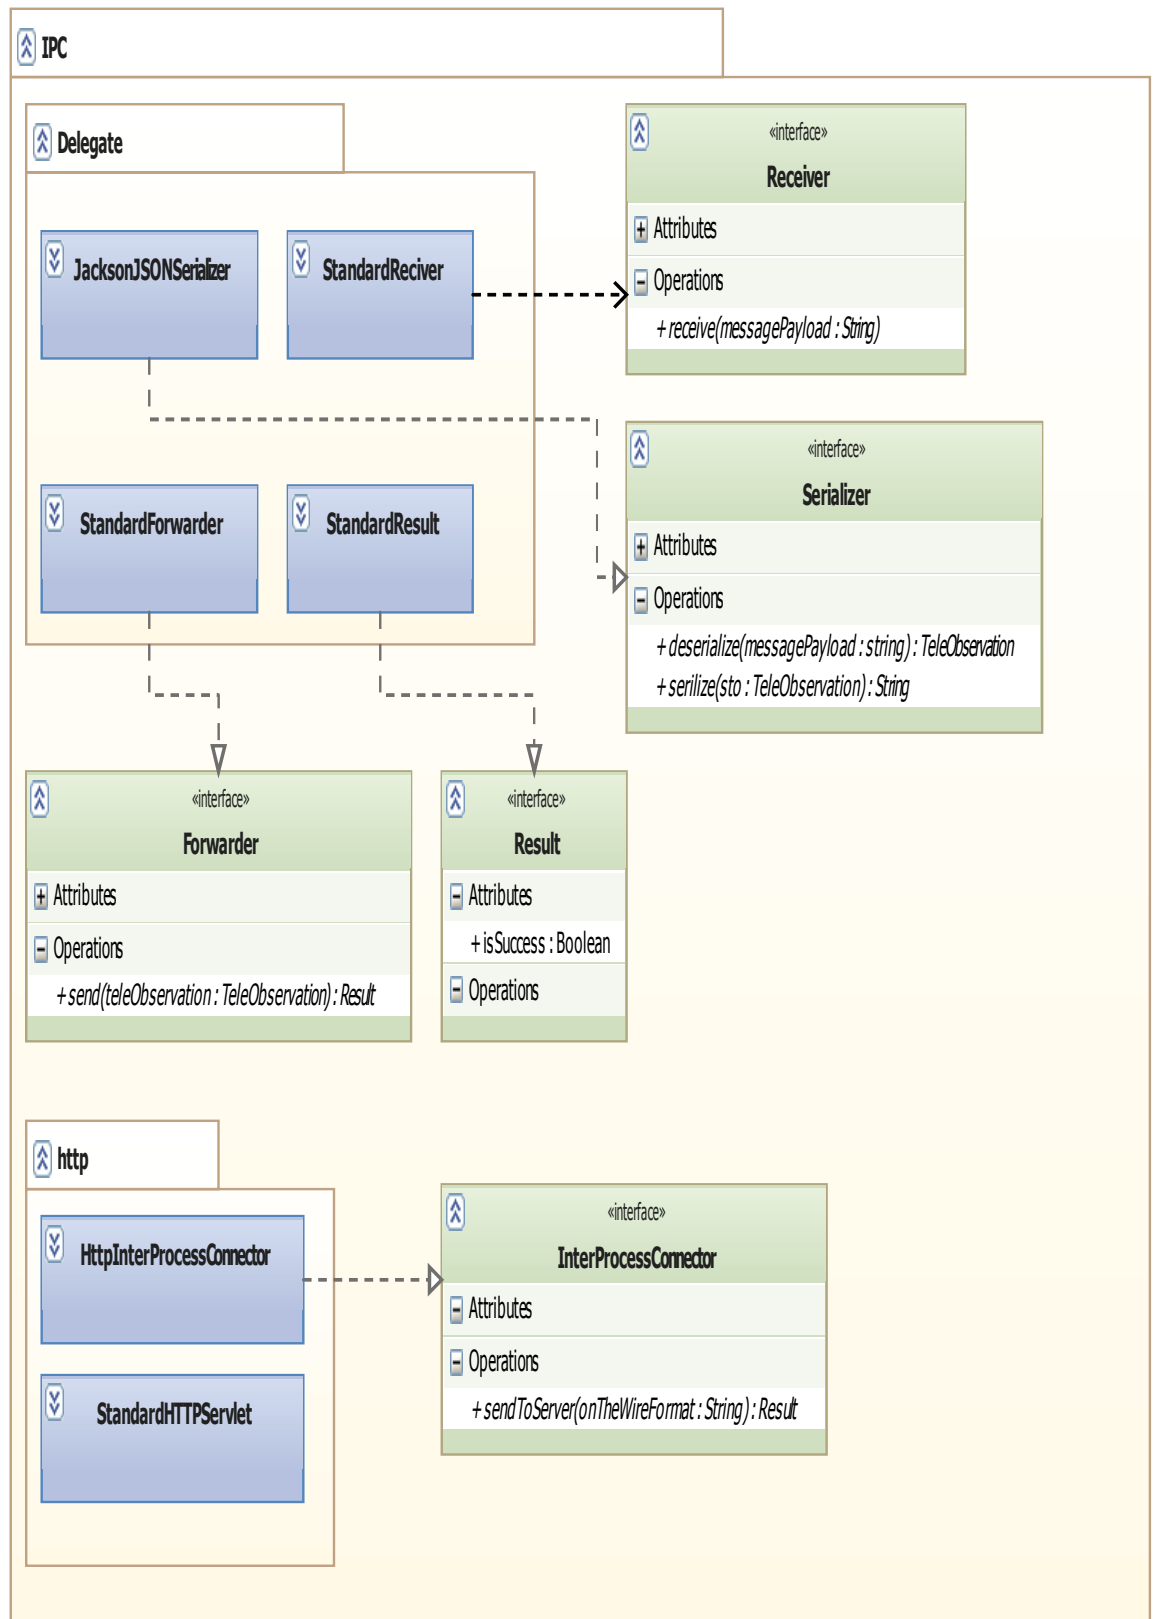 IPC
Delegate
JacksonJSONSerializer
StandardReciver
«interface»
Receiver
Attributes
Operations
+ receive(messagePayload : String)
StandardForwarder
StandardResult
«interface»
Serializer
Attributes
Operations
+ deserialize(messagePayload : string) : TeleObservation
+ serilize(sto : TeleObservation) : String
«interface»
Forwarder
Attributes
Operations
+ send(teleObservation : TeleObservation) : Result
«interface»
Result
Attributes
+ isSuccess : Boolean
Operations
http
HttpInterProcessConnector
StandardHTTPServlet
«interface»
InterProcessConnector
Attributes
Operations
+ sendToServer(onTheWireFormat : String) : Result